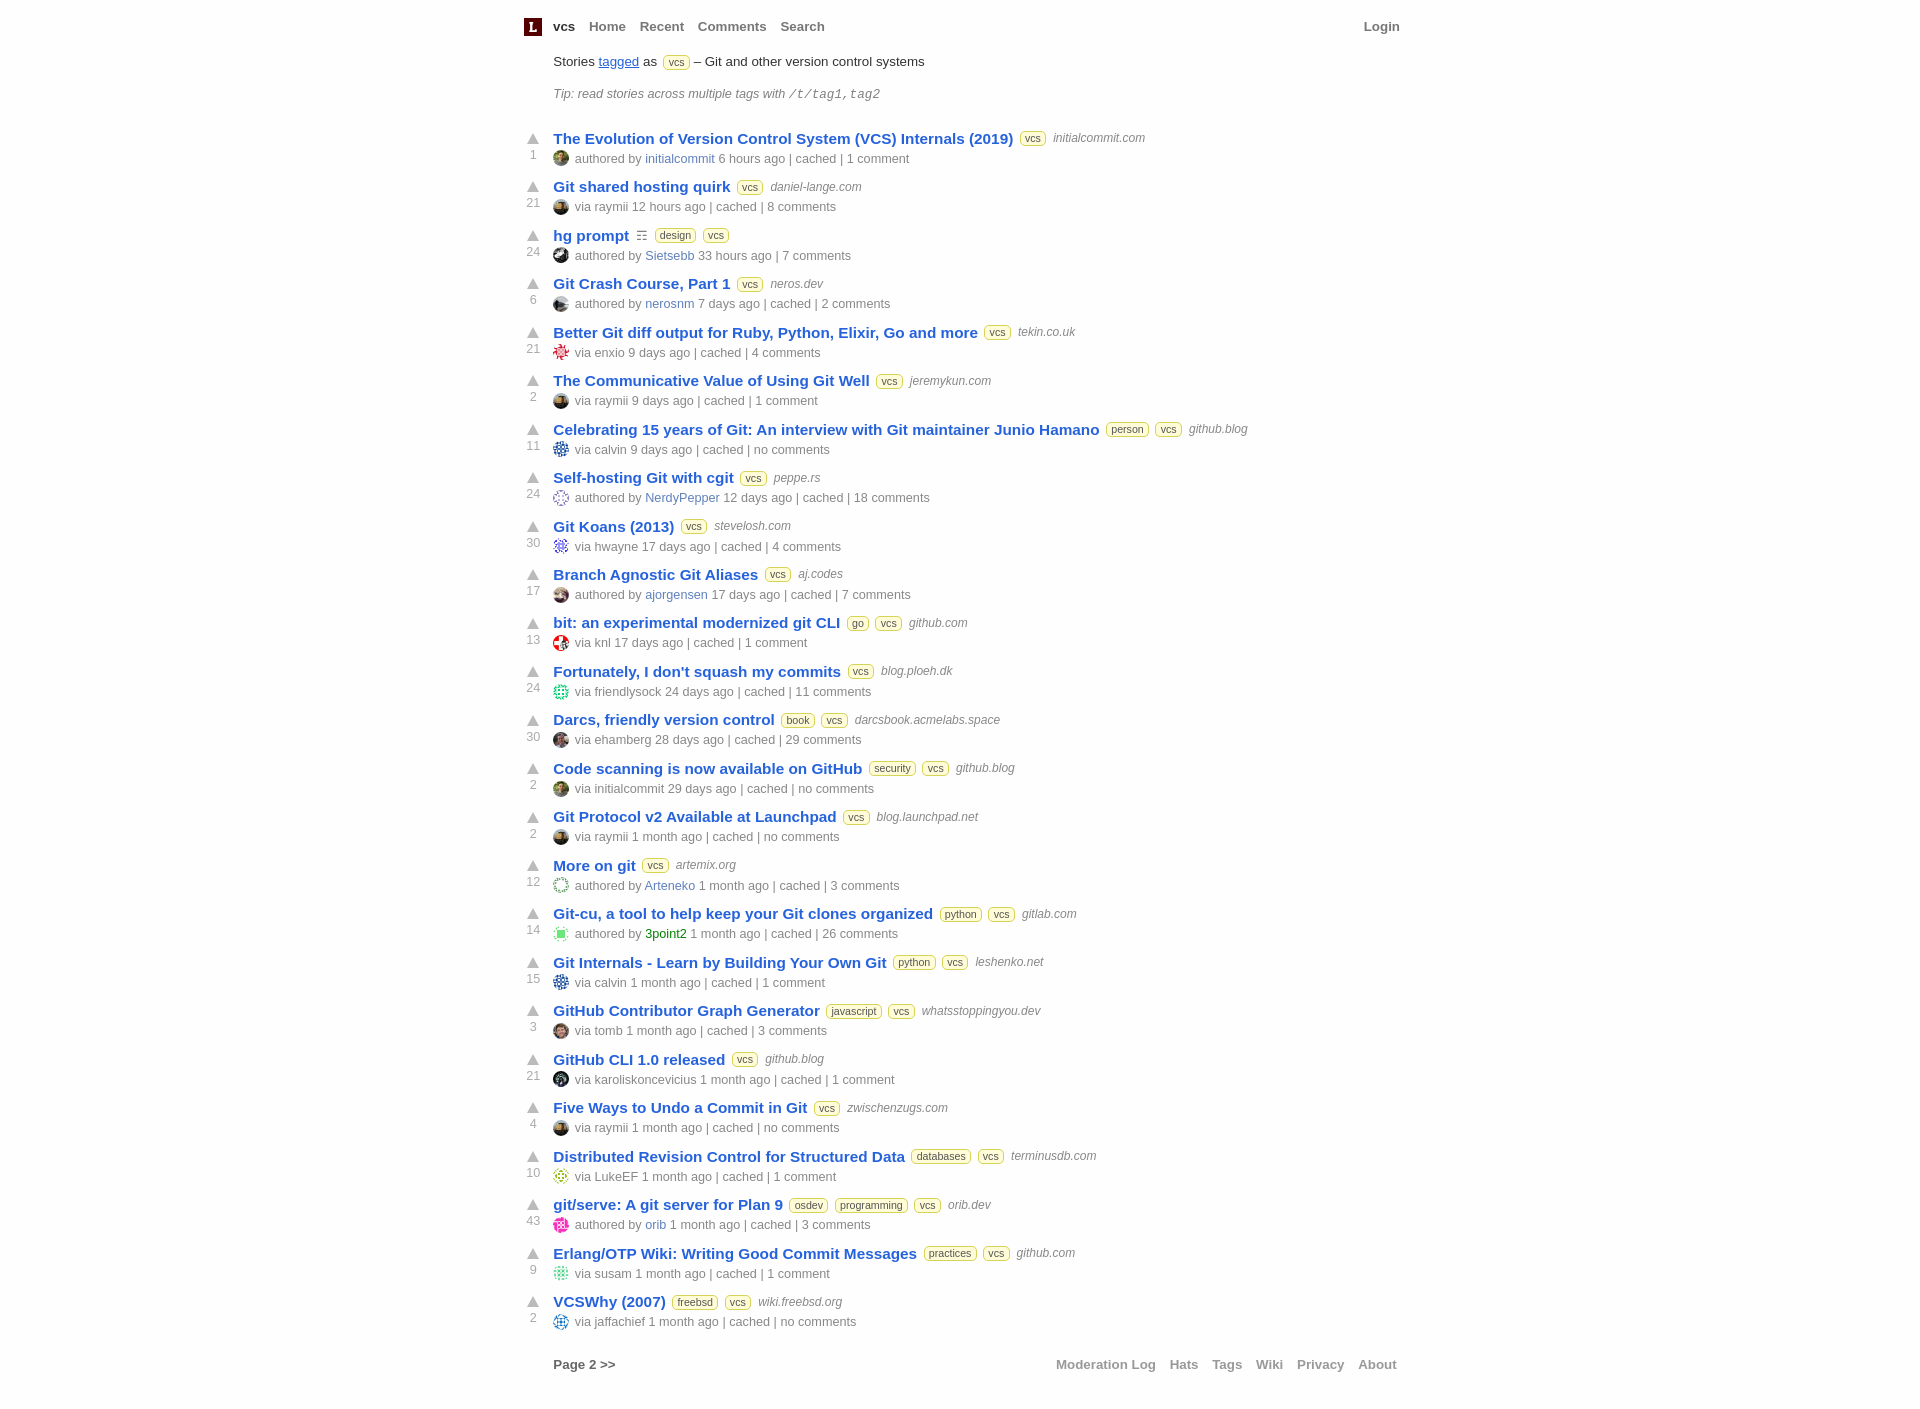 L vcs Home Recent Comments Search Login
Stories tagged as vcs – Git and other version control systems
Tip: read stories across multiple tags with /t/tag1,tag2
The Evolution of Version Control System (VCS) Internals (2019) vcs initialcommit.com
1 authored by initialcommit 6 hours ago | cached | 1 comment
Git shared hosting quirk vcs daniel-lange.com
21 via raymii 12 hours ago | cached | 8 comments
hg prompt ☶ design vcs
24 authored by Sietsebb 33 hours ago | 7 comments
Git Crash Course, Part 1 vcs neros.dev
6 authored by nerosnm 7 days ago | cached | 2 comments
Better Git diff output for Ruby, Python, Elixir, Go and more vcs tekin.co.uk
21 via enxio 9 days ago | cached | 4 comments
The Communicative Value of Using Git Well vcs jeremykun.com
2 via raymii 9 days ago | cached | 1 comment
Celebrating 15 years of Git: An interview with Git maintainer Junio Hamano person vcs github.blog
11 via calvin 9 days ago | cached | no comments
Self-hosting Git with cgit vcs peppe.rs
24 authored by NerdyPepper 12 days ago | cached | 18 comments
Git Koans (2013) vcs stevelosh.com
30 via hwayne 17 days ago | cached | 4 comments
Branch Agnostic Git Aliases vcs aj.codes
17 authored by ajorgensen 17 days ago | cached | 7 comments
bit: an experimental modernized git CLI go vcs github.com
13 via knl 17 days ago | cached | 1 comment
Fortunately, I don't squash my commits vcs blog.ploeh.dk
24 via friendlysock 24 days ago | cached | 11 comments
Darcs, friendly version control book vcs darcsbook.acmelabs.space
30 via ehamberg 28 days ago | cached | 29 comments
Code scanning is now available on GitHub security vcs github.blog
2 via initialcommit 29 days ago | cached | no comments
Git Protocol v2 Available at Launchpad vcs blog.launchpad.net
2 via raymii 1 month ago | cached | no comments
More on git vcs artemix.org
12 authored by Arteneko 1 month ago | cached | 3 comments
Git-cu, a tool to help keep your Git clones organized python vcs gitlab.com
14 authored by 3point2 1 month ago | cached | 26 comments
Git Internals - Learn by Building Your Own Git python vcs leshenko.net
15 via calvin 1 month ago | cached | 1 comment
GitHub Contributor Graph Generator javascript vcs whatsstoppingyou.dev
3 via tomb 1 month ago | cached | 3 comments
GitHub CLI 1.0 released vcs github.blog
21 via karoliskoncevicius 1 month ago | cached | 1 comment
Five Ways to Undo a Commit in Git vcs zwischenzugs.com
4 via raymii 1 month ago | cached | no comments
Distributed Revision Control for Structured Data databases vcs terminusdb.com
10 via LukeEF 1 month ago | cached | 1 comment
git/serve: A git server for Plan 9 osdev programming vcs orib.dev
43 authored by orib 1 month ago | cached | 3 comments
Erlang/OTP Wiki: Writing Good Commit Messages practices vcs github.com
9 via susam 1 month ago | cached | 1 comment
VCSWhy (2007) freebsd vcs wiki.freebsd.org
2 via jaffachief 1 month ago | cached | no comments
Page 2 >> Moderation Log Hats Tags Wiki Privacy About